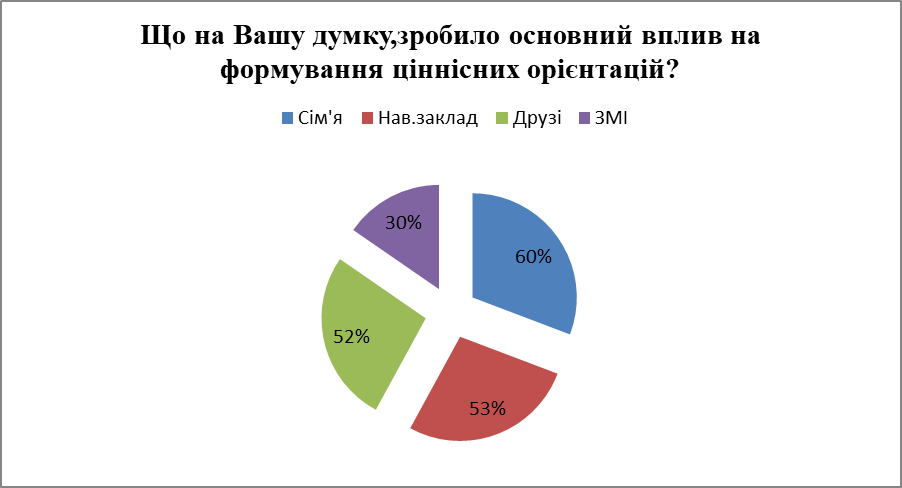 Що на Вашу думку,зробило основний вплив на
формування ціннісних орієнтацій?
Сім'я Нав.заклад Друзі ЗМІ
30%
60%
52%
53%